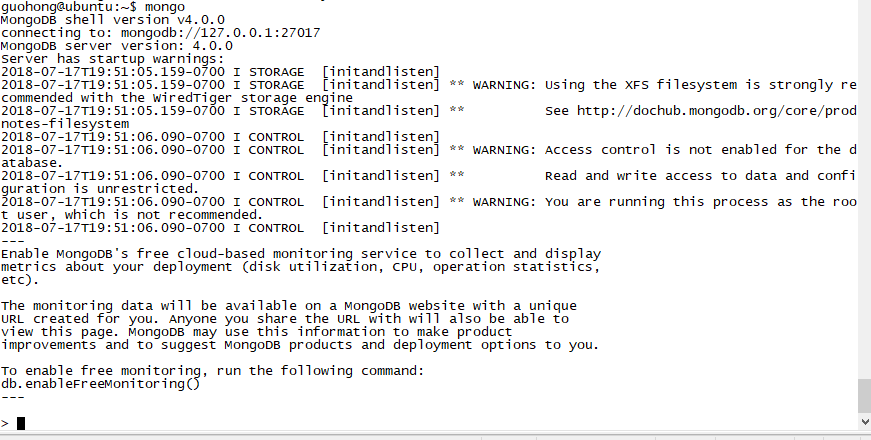 guohong@ubuntu:~$ mongo
MongoDB shell version v4.0.0
connecting to: mongodb://127.0.0.1:27017
MongoDB server version: 4.0.0
Server has startup warnings:
2018-07-17T19:51:05.159-0700 I STORAGE  [initandlisten]
2018-07-17T19:51:05.159-0700 I STORAGE  [initandlisten] ** WARNING: Using the XFS filesystem is strongly re
commended with the WiredTiger storage engine
2018-07-17T19:51:05.159-0700 I STORAGE  [initandlisten] **          See http://dochub.mongodb.org/core/prod
notes-filesystem
2018-07-17T19:51:06.090-0700 I CONTROL  [initandlisten]
2018-07-17T19:51:06.090-0700 I CONTROL  [initandlisten] ** WARNING: Access control is not enabled for the d
atabase.
2018-07-17T19:51:06.090-0700 I CONTROL  [initandlisten] **          Read and write access to data and confi
guration is unrestricted.
2018-07-17T19:51:06.090-0700 I CONTROL  [initandlisten] ** WARNING: You are running this process as the roo
t user, which is not recommended.
2018-07-17T19:51:06.090-0700 I CONTROL  [initandlisten]
---
Enable MongoDB's free cloud-based monitoring service to collect and display
metrics about your deployment (disk utilization, CPU, operation statistics,
etc).

The monitoring data will be available on a MongoDB website with a unique
URL created for you. Anyone you share the URL with will also be able to
view this page. MongoDB may use this information to make product
improvements and to suggest MongoDB products and deployment options to you.

To enable free monitoring, run the following command:
db.enableFreeMonitoring()
---

>